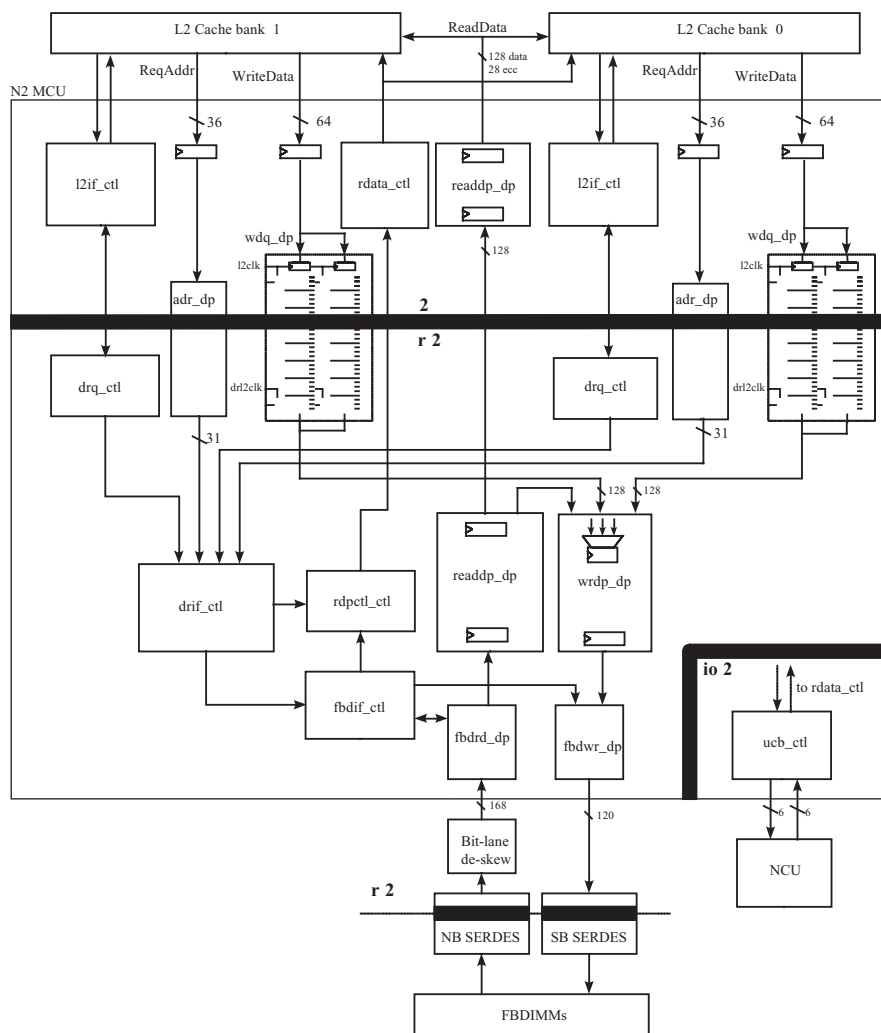 L2 Cache bank 1
ReadData
L2 Cache bank 0
128 data
28 ecc
ReqAddr
WriteData
ReqAddr
WriteData
N2 MCU
36
64
36
64
l2if_ctl
rdata_ctl
readdp_dp
l2if_ctl
wdq_dp
128
wdq_dp
l2clk
l2clk
adr_dp
adr_dp
2
r 2
drq_ctl
drl2clk
drq_ctl
drl2clk
31
31
128
128
readdp_dp
wrdp_dp
drif_ctl
rdpctl_ctl
io 2
to rdata_ctl
fbdif_ctl
fbdrd_dp
fbdwr_dp
ucb_ctl
168
120
6
6
Bit-lane
de-skew
NCU
r 2
NB SERDES
SB SERDES
FBDIMMs